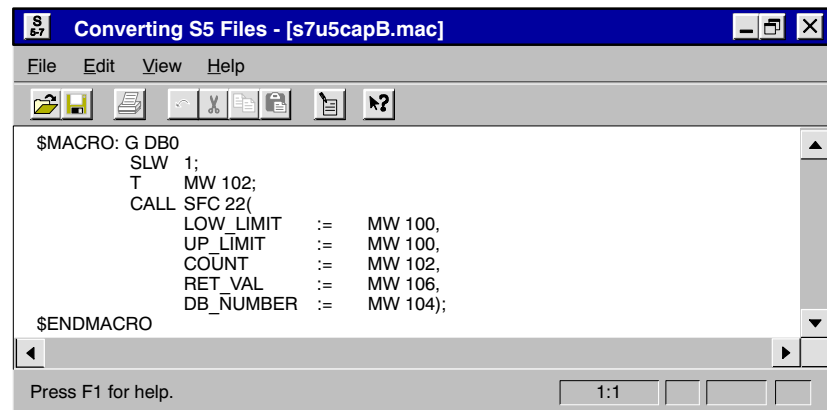 S
5-7
Converting S5 Files - [s7u5capB.mac]
File Edit View Help
$MACRO: G DB0
SLW 1;
T MW 102;
CALL SFC 22(
LOW_LIMIT := MW 100,
UP_LIMIT := MW 100,
COUNT := MW 102,
RET_VAL := MW 106,
DB_NUMBER := MW 104);
$ENDMACRO
Press F1 for help.
1:1